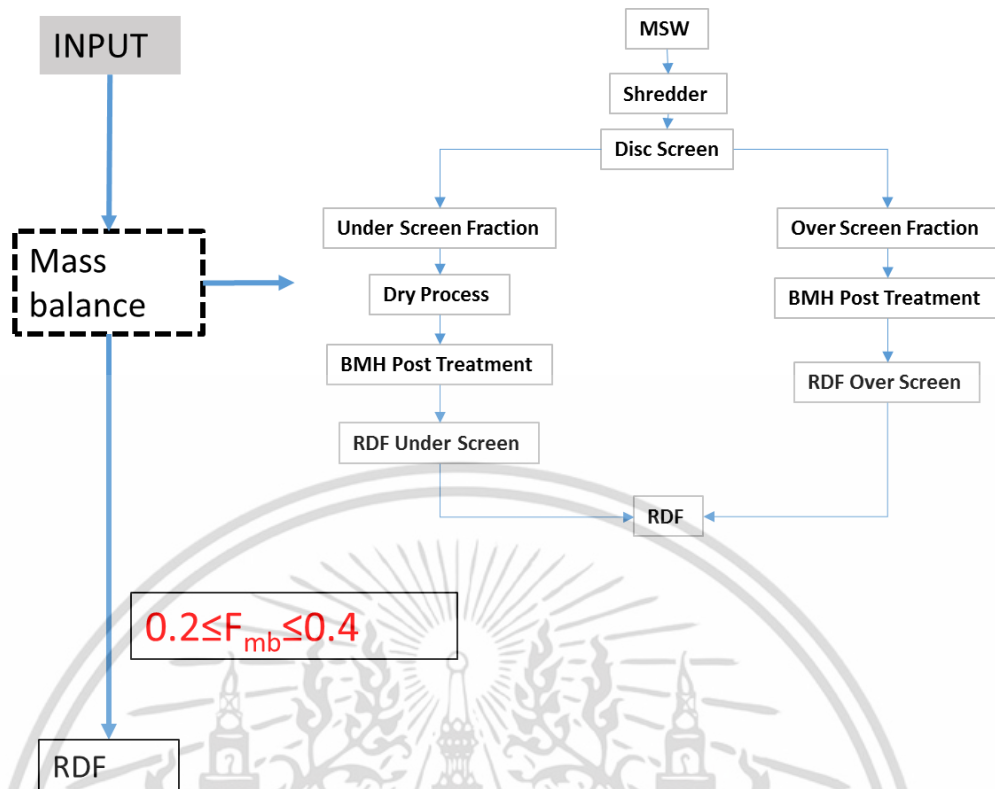 INPUT
Mass
balance
0.2≤Fmb≤0.4
RDF
MSW
Shredder
Disc Screen
Under Screen Fraction
Over Screen Fraction
Dry Process
BMH Post Treatment
BMH Post Treatment
RDF Over Screen
RDF Under Screen
RDF